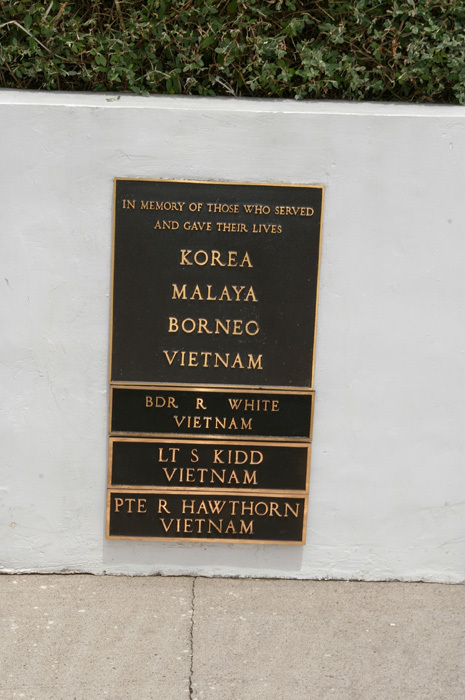 IN MEMORY OF THOSE WHO SERVED
AND GAVE THEIR LIVES
KOREA
MALAYA
BORNEO
VIETNAM
BDR R WHITE
VIETNAM
LT S KIDD
VIETNAM
PTE R HAWTHORN
VIETNAM